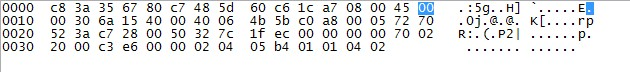 0000 c8 3a 35 67 80 c7 48 5d 60 c6 1c a7 08 00 45 00 .:5g..H] `.....E.
0010 00 30 6a 15 40 00 40 06 4b 5b c0 a8 00 05 72 70 .0j.@.@. K[....rp
0020 52 3a c7 28 00 50 32 7c 1f ec 00 00 00 00 70 02 R:.(.P2| ......p.
0030 20 00 c3 e6 00 00 02 04 05 b4 01 01 04 02 ....... ......